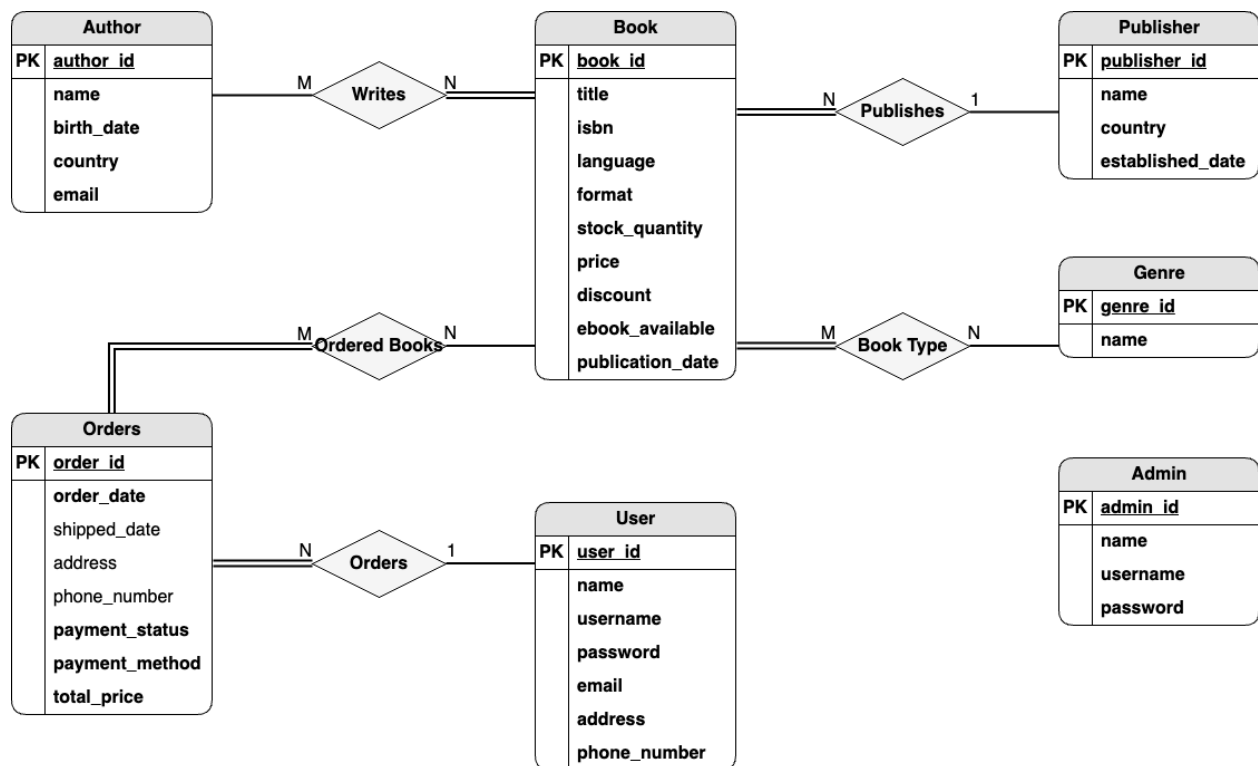 Author
PK author_id
name
birth_date
country
email
M
Writes
N
Book
PK book_id
title
isbn
language
format
stock_quantity
price
discount
ebook_available
publication_date
N
Publishes
1
Publisher
PK publisher_id
name
country
established_date
M
Ordered Books
N
M
Book Type
N
Genre
PK genre_id
name
Orders
PK order_id
order_date
shipped_date
address
phone_number
payment_status
payment_method
total_price
N
Orders
1
User
PK user_id
name
username
password
email
address
phone_number
Admin
PK admin_id
name
username
password